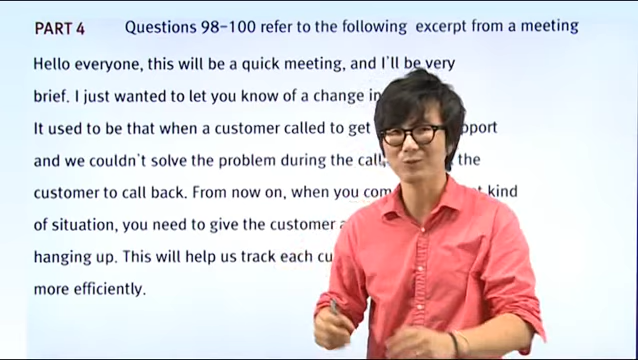 PART 4 Questions 98-100 refer to the following excerpt from a meeting
Hello everyone, this will be a quick meeting, and I'll be very
brief. I just wanted to let you know of a change in
It used to be that when a customer called to get
and we couldn't solve the problem during the call, the
customer to call back. From now on, when you kind
of situation, you need to give the customer
hanging up. This will help us track each
more efficiently.